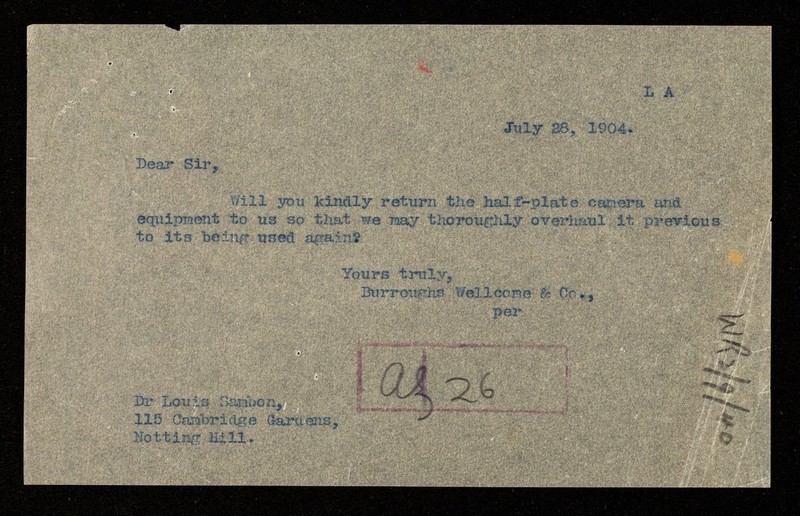 L A
July 28, 1904.
Dear Sir,
Will you kindly return the half-plate camera and
equipment to us so that we may thoroughly overhaul it previous
to its being used again?
Yours truly,
Burroughs Wellcome & Co.,
per
26
Dr Louis Sambon,
115 Cambridge Gardens,
Notting Hill.